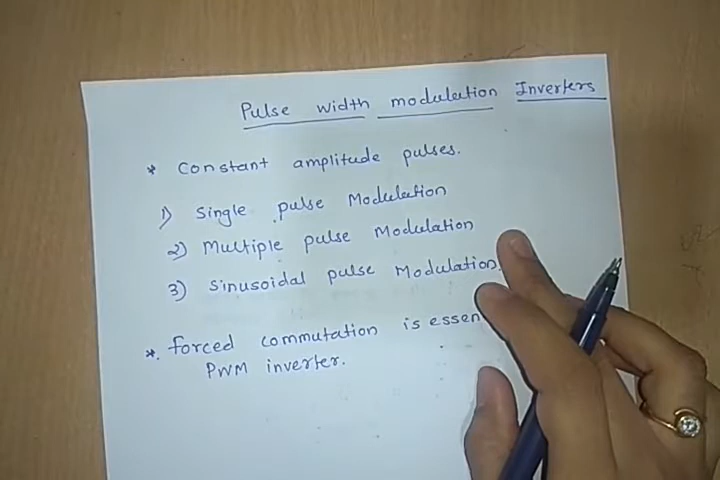 Pulse width modulation Inverters
* Constant amplitude pulses.
1) Single pulse Modulation
2) Multiple pulse Modulation
3) Sinusoidal pulse Modulation.
*. forced commutation is
PWM inverter.